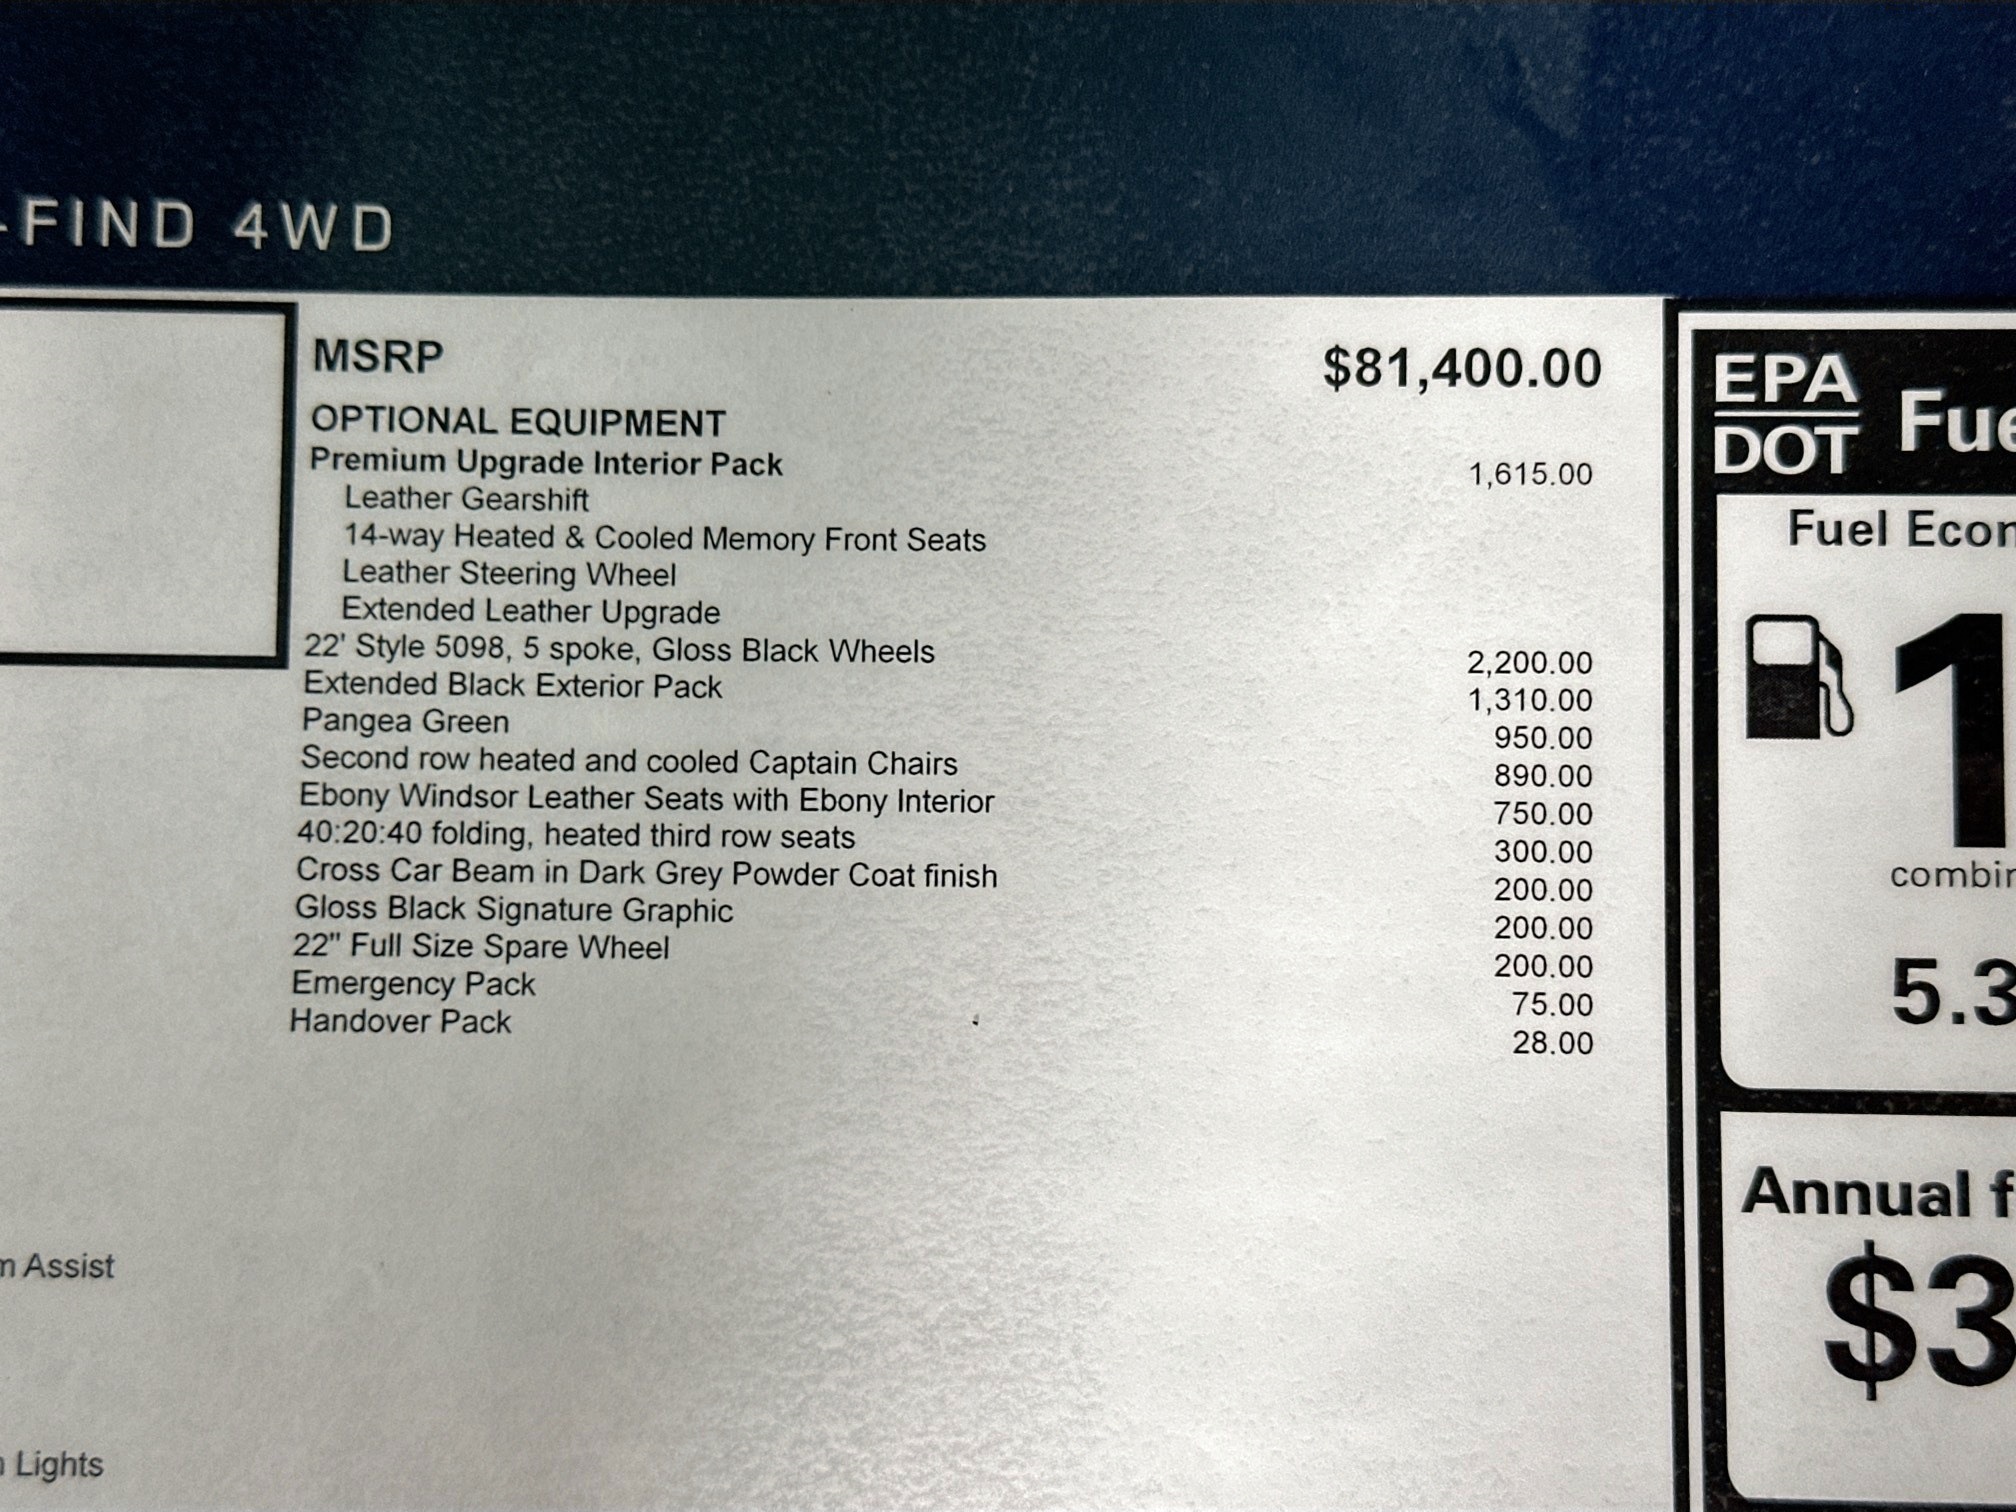 -FIND 4WD
MSRP $81,400.00
OPTIONAL EQUIPMENT
Premium Upgrade Interior Pack 1,615.00
Leather Gearshift
14-way Heated & Cooled Memory Front Seats
Leather Steering Wheel
Extended Leather Upgrade
22' Style 5098, 5 spoke, Gloss Black Wheels 2,200.00
Extended Black Exterior Pack 1,310.00
Pangea Green 950.00
Second row heated and cooled Captain Chairs 890.00
Ebony Windsor Leather Seats with Ebony Interior 750.00
40:20:40 folding, heated third row seats 300.00
Cross Car Beam in Dark Grey Powder Coat finish 200.00
Gloss Black Signature Graphic 200.00
22" Full Size Spare Wheel 200.00
Emergency Pack 75.00
Handover Pack 28.00
m Assist
Lights
EPA
DOT
Fue
Fuel Econ
1
combin
5.3
Annual f
$3